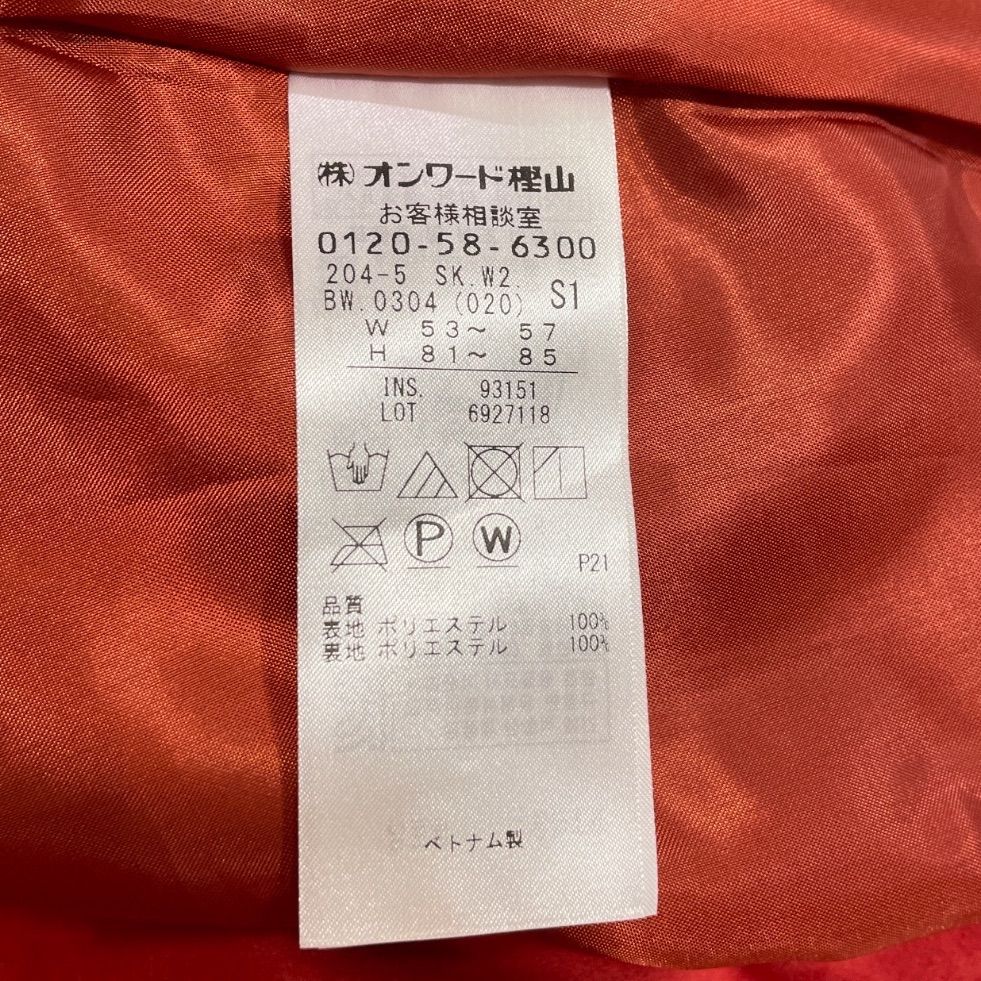 ㈱オンワード樫山
お客様相談室
0120-58-6300
204-5 SK.W2.
BW.0304(020) S1
W 53〜 57
H 81〜 85
INS. 93151
LOT 6927118
P W
P21
品質
表地 ポリエステル 100%
裏地 ポリエステル 100%
ベトナム製